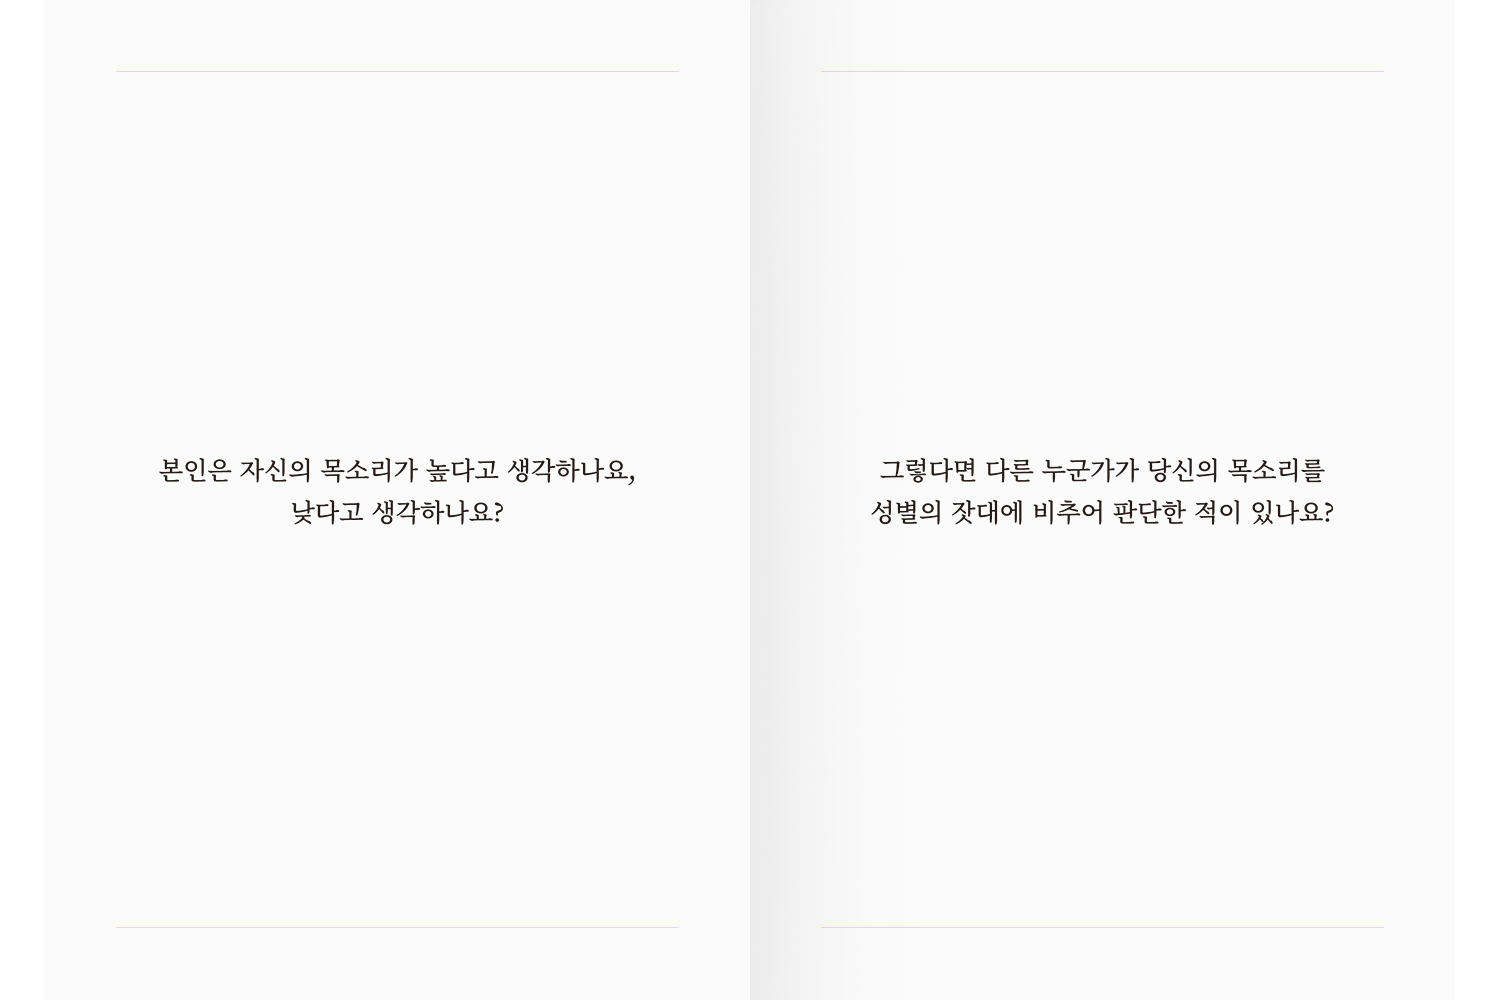 본인은 자신의 목소리가 높다고 생각하나요,
낮다고 생각하나요?
그렇다면 다른 누군가가 당신의 목소리를
성별의 잣대에 비추어 판단한 적이 있나요?